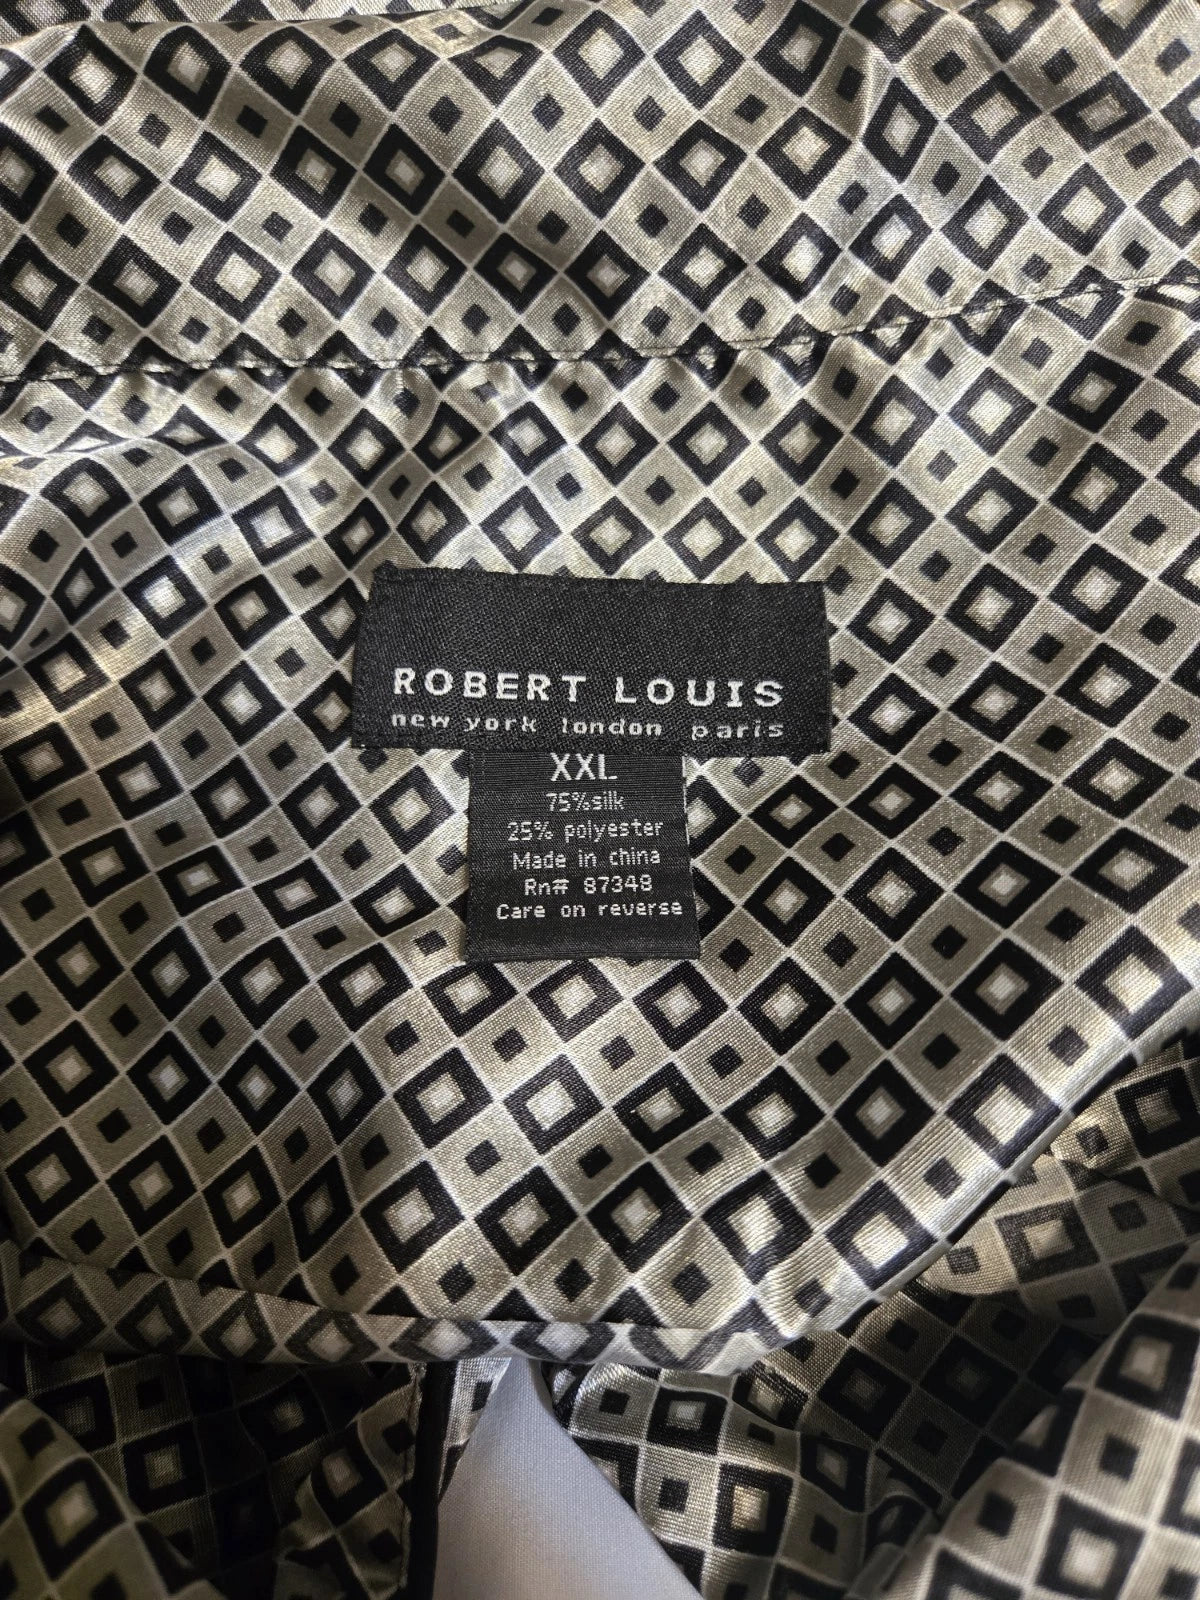 ROBERT LOUIS
new york london paris
XXL
75%silk
25% polyester
Made in china
Rn# 87348
Care on reverse